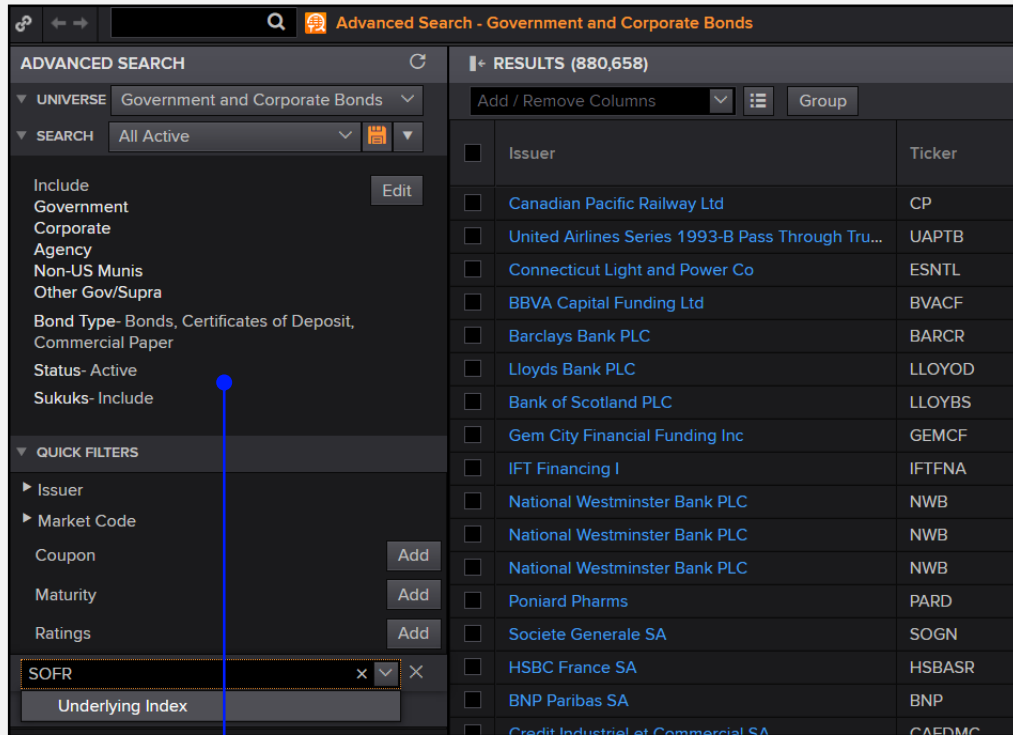 Advanced Search - Government and Corporate Bonds
ADVANCED SEARCH
UNIVERSE Government and Corporate Bonds
SEARCH All Active
Include
Edit
Government
Corporate
Agency
Non-US Munis
Other Gov/Supra
Bond Type- Bonds, Certificates of Deposit,
Commercial Paper
Status- Active
Sukuks- Include
QUICK FILTERS
Issuer
Market Code
Coupon Add
Maturity Add
Ratings Add
SOFR
Underlying Index
RESULTS (880,658)
Add / Remove Columns Group
Issuer Ticker
Canadian Pacific Railway Ltd CP
United Airlines Series 1993-B Pass Through Tru... UAPTB
Connecticut Light and Power Co ESNTL
BBVA Capital Funding Ltd BVACF
Barclays Bank PLC BARCR
Lloyds Bank PLC LLOYOD
Bank of Scotland PLC LLOYBS
Gem City Financial Funding Inc GEMCF
IFT Financing I IFTFNA
National Westminster Bank PLC NWB
National Westminster Bank PLC NWB
National Westminster Bank PLC NWB
Poniard Pharms PARD
Societe Generale SA SOGN
HSBC France SA HSBASR
BNP Paribas SA BNP
Credit Industriel et Commercial SA CAEDMC